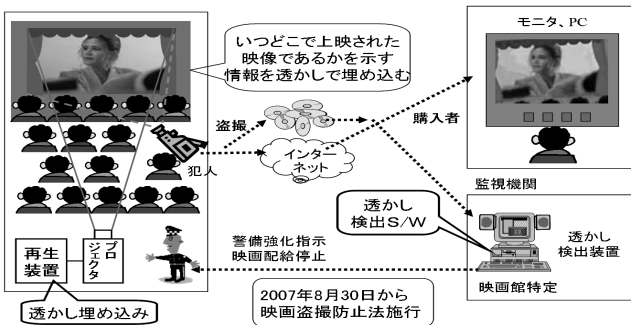 いつどこで上映された
映像であるかを示す
情報を透かしで埋め込む
モニタ、PC
盗撮
犯人
インター
ネット
購入者
監視機関
透かし
検出S/W
透かし
検出装置
映画館特定
警備強化指示
映画配給停止
再生
装置
プロ
ジェクタ
透かし埋め込み
2007年8月30日から
映画盗撮防止法施行